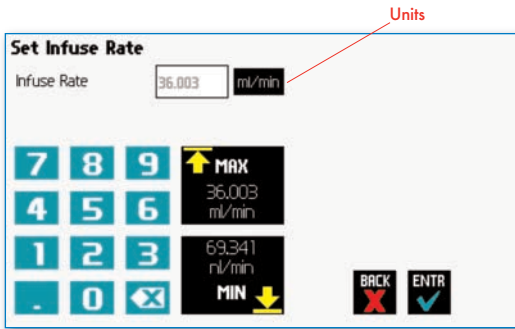 Units
Set Infuse Rate
Infuse Rate 36.003 ml/min
7 8 9 MAX
36.003
4 5 6 ml/min
1 2 3 69.341
nl/min
. 0 X MIN BACK ENTR